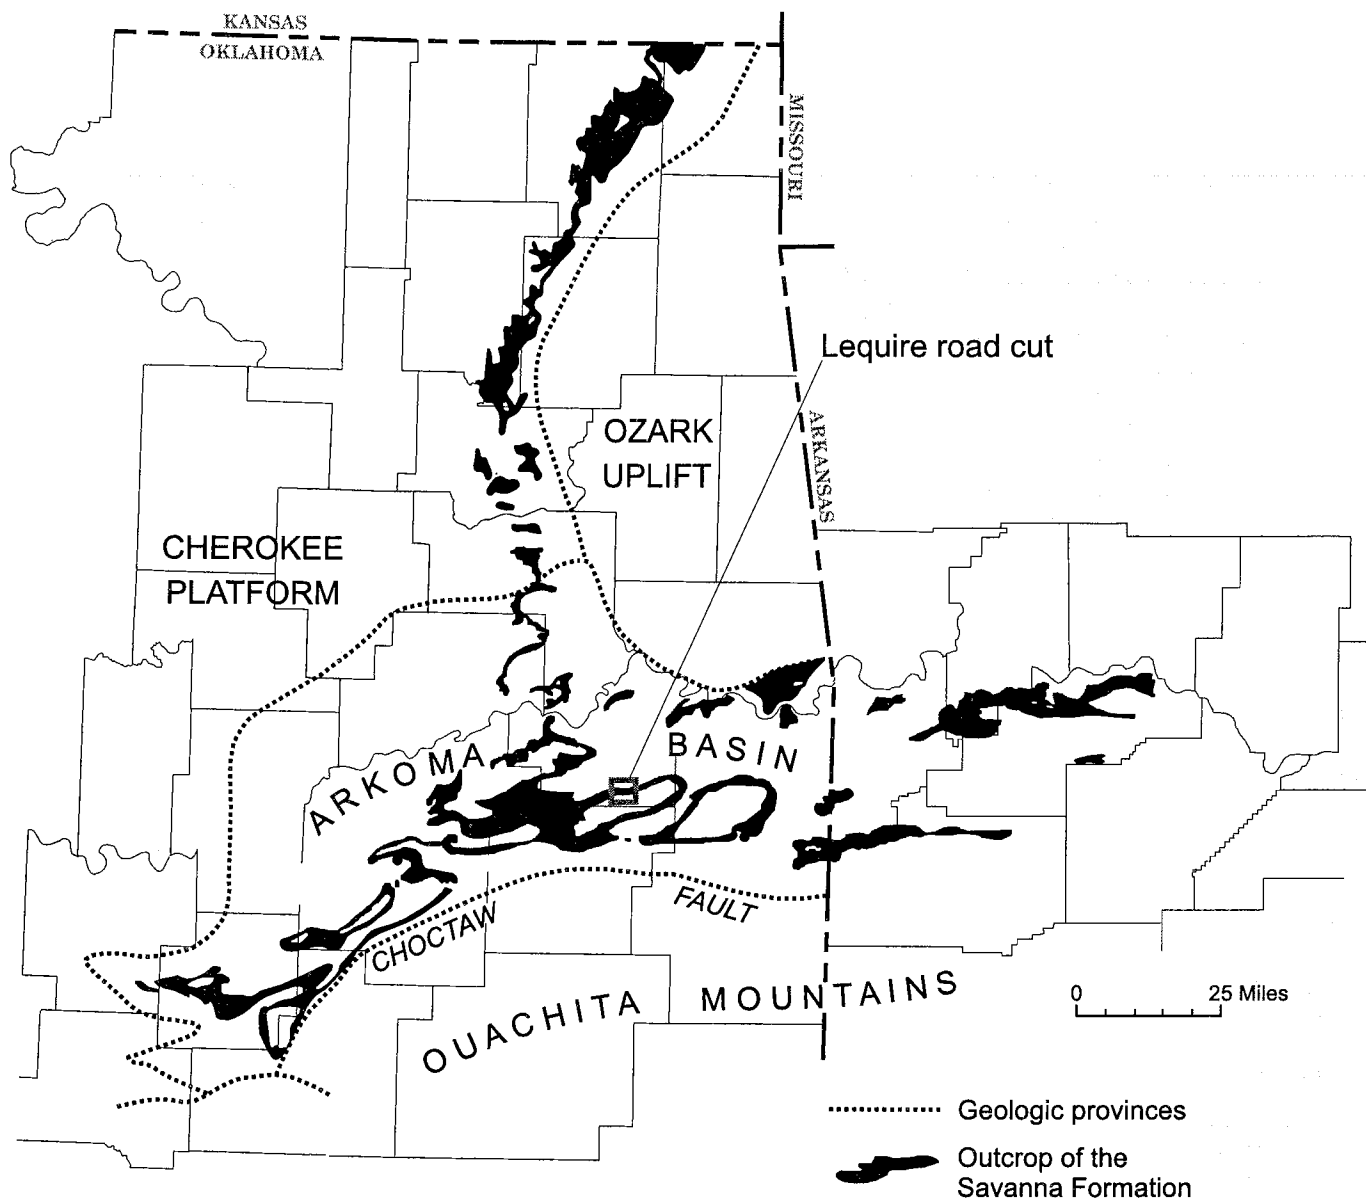 KANSAS
OKLAHOMA
MISSOURI
Lequire road cut
ARKANSAS
OZARK
UPLIFT
CHEROKEE
PLATFORM
ARKOMA BASIN
CHOCTAW FAULT
OUACHITA MOUNTAINS
0 25 Miles
Geologic provinces
Outcrop of the
Savanna Formation